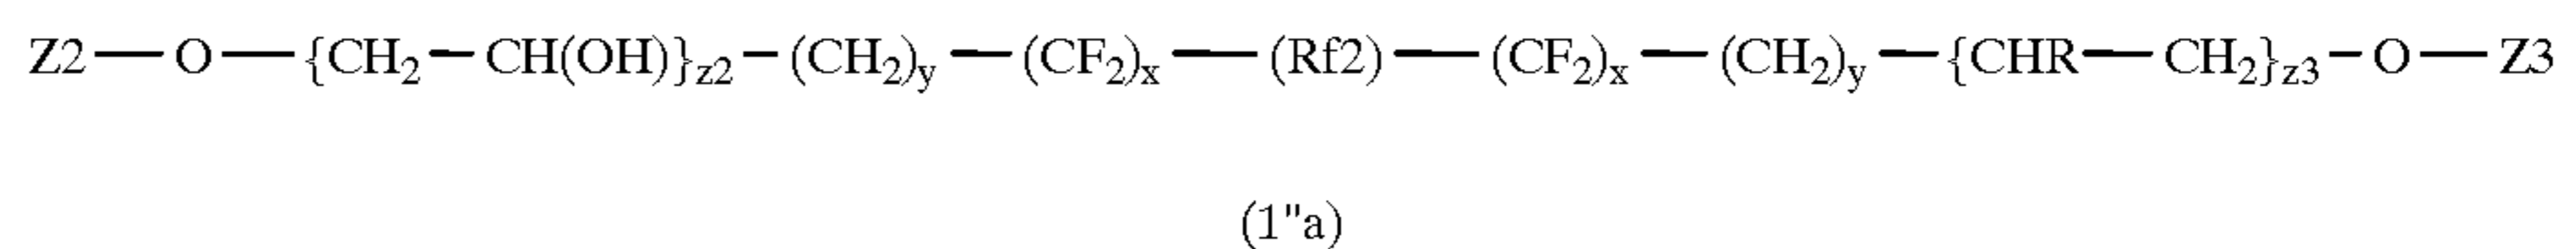 Z2—O—{CH₂—CH(OH)}z2—(CH₂)y—(CF₂)x—(Rf2)—(CF₂)x—(CH₂)y—{CHR—CH₂}z3—O—Z3
(1"a)